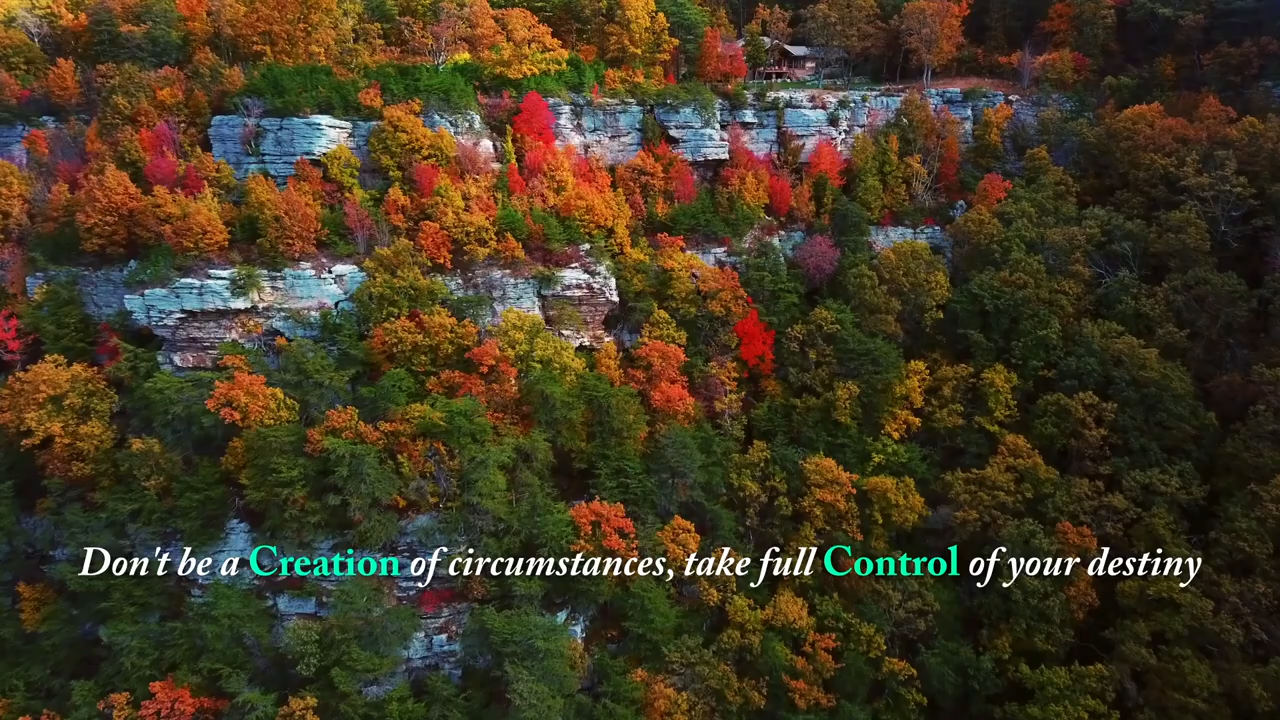 Don't be a Creation of circumstances, take full Control of your destiny